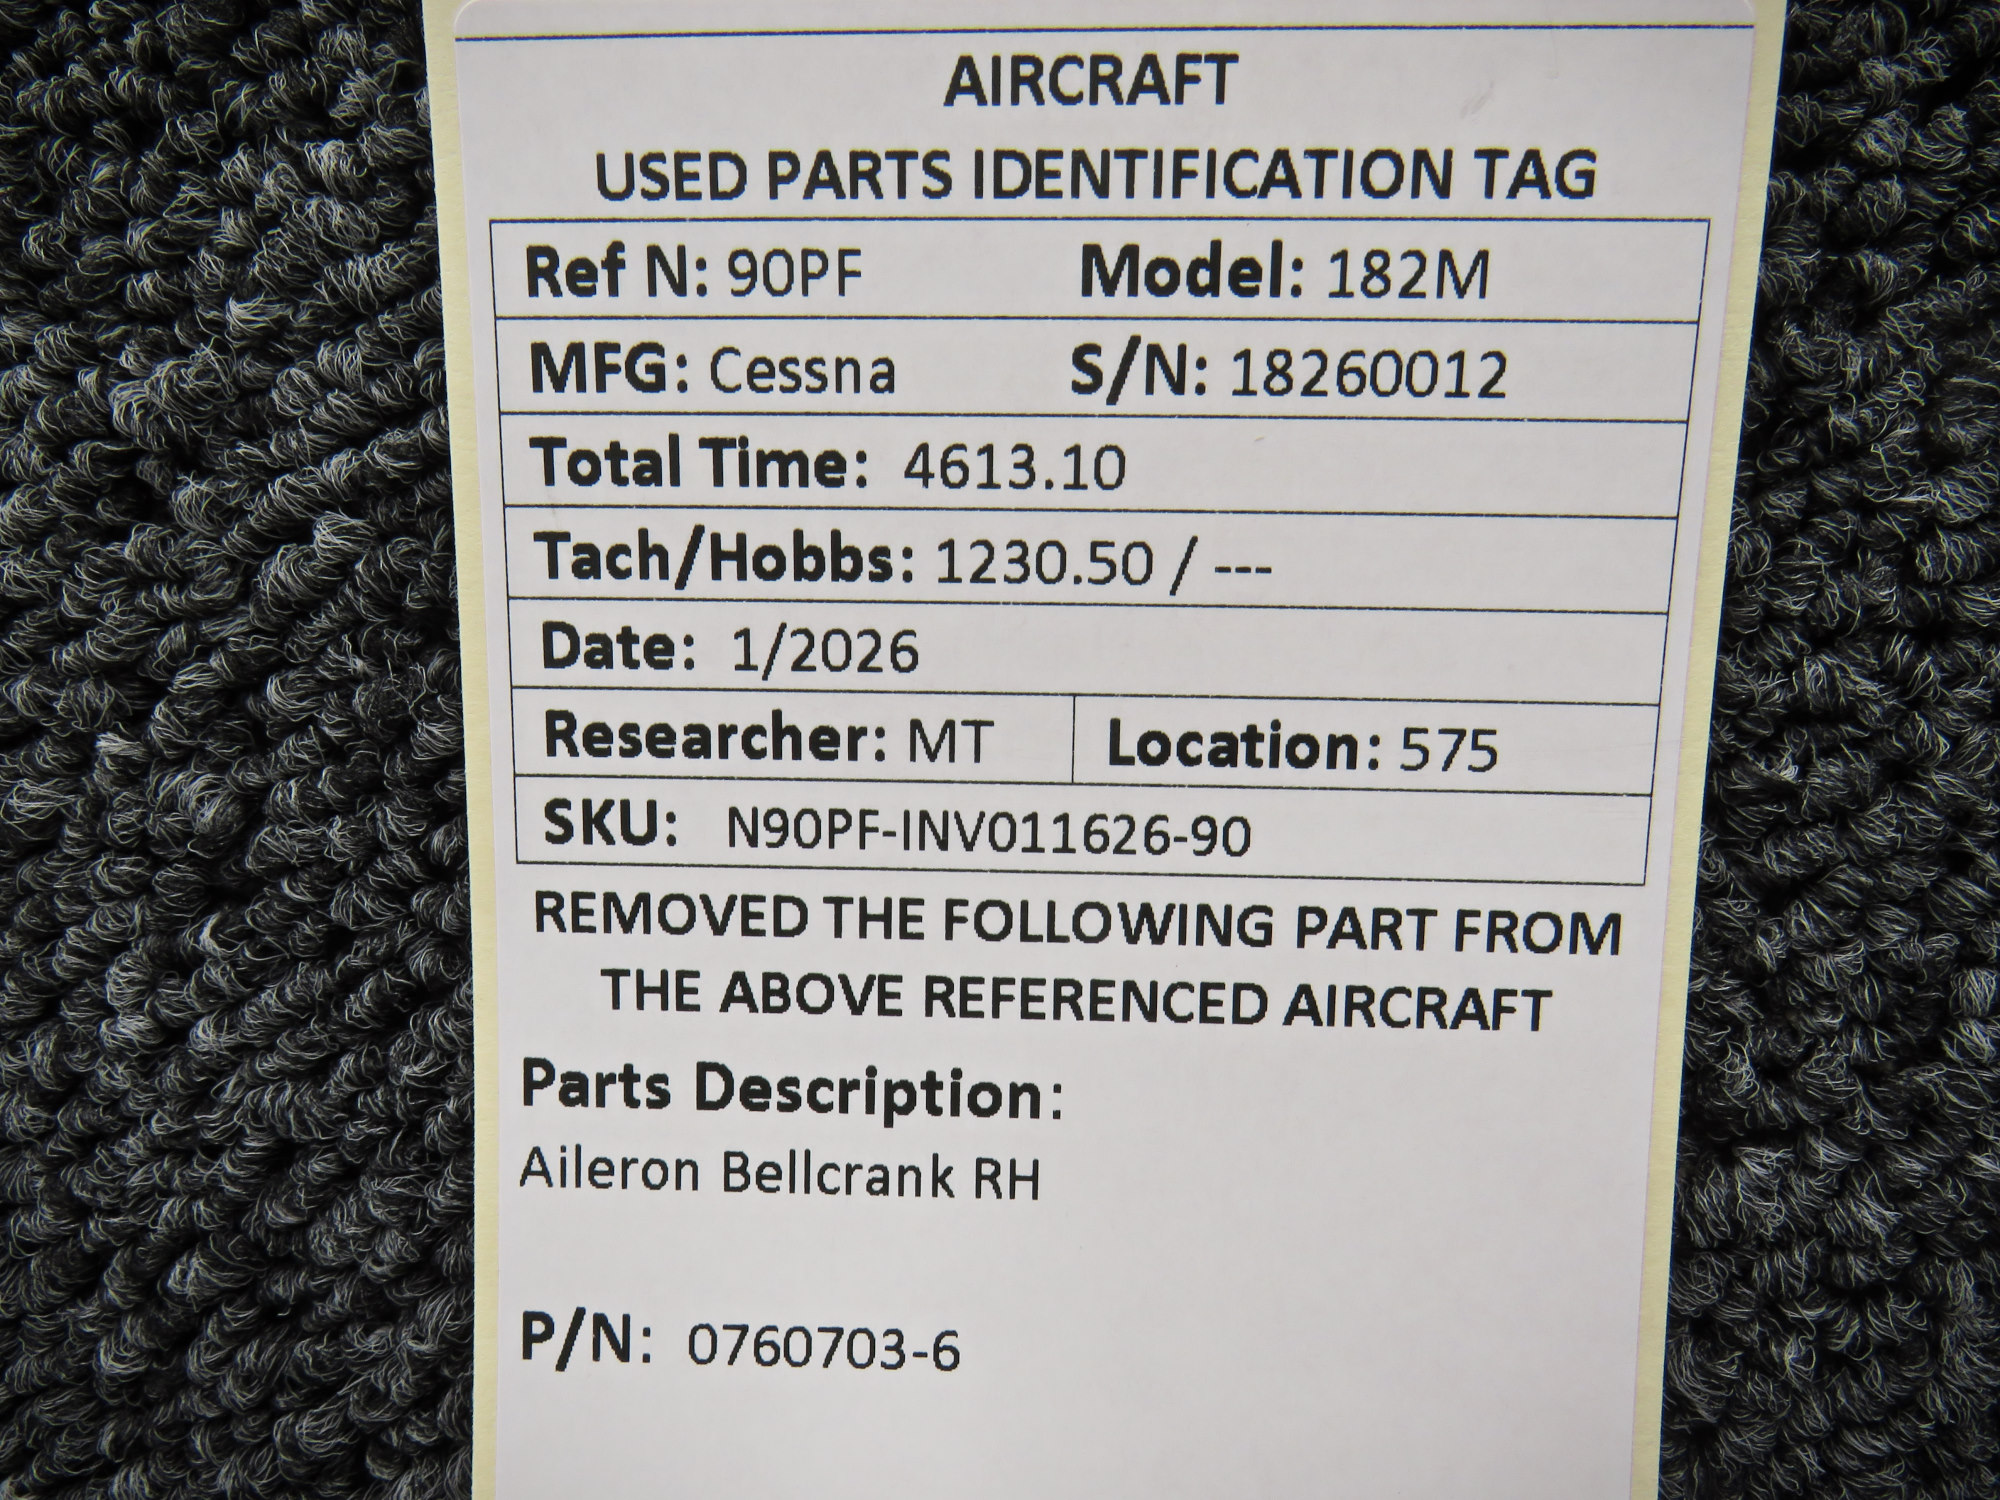 AIRCRAFT
USED PARTS IDENTIFICATION TAG
Ref N: 90PF Model: 182M
MFG: Cessna S/N: 18260012
Total Time: 4613.10
Tach/Hobbs: 1230.50 / ---
Date: 1/2026
Researcher: MT Location: 575
SKU: N90PF-INV011626-90
REMOVED THE FOLLOWING PART FROM
THE ABOVE REFERENCED AIRCRAFT
Parts Description:
Aileron Bellcrank RH
P/N: 0760703-6